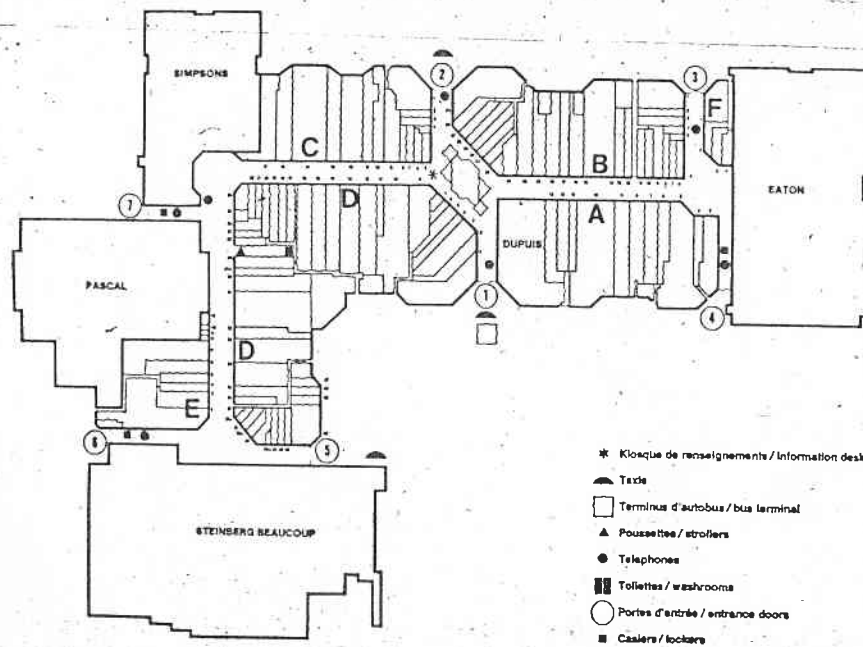 SIMPSONS
2
3
F
C
B
EATON
D
A
7
DUPUIS
PASCAL
1
4
D
E
6
5
STEINBERG BEAUCOUP
* Kiosque de renseignements / Information desk
Taxis
Terminus d'autobus / bus terminal
Poussettes / strollers
Telephones
Toilettes / washrooms
Portes d'entrée / entrance doors
Casiers / lockers